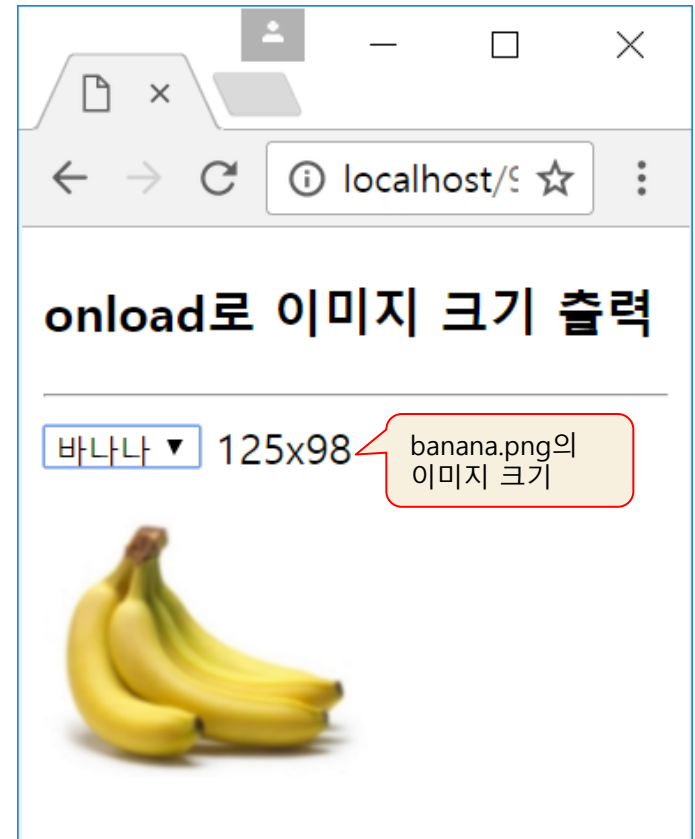 localhost/9
onload로 이미지 크기 출력
바나나 ▼ 125x98
banana.png의
이미지 크기